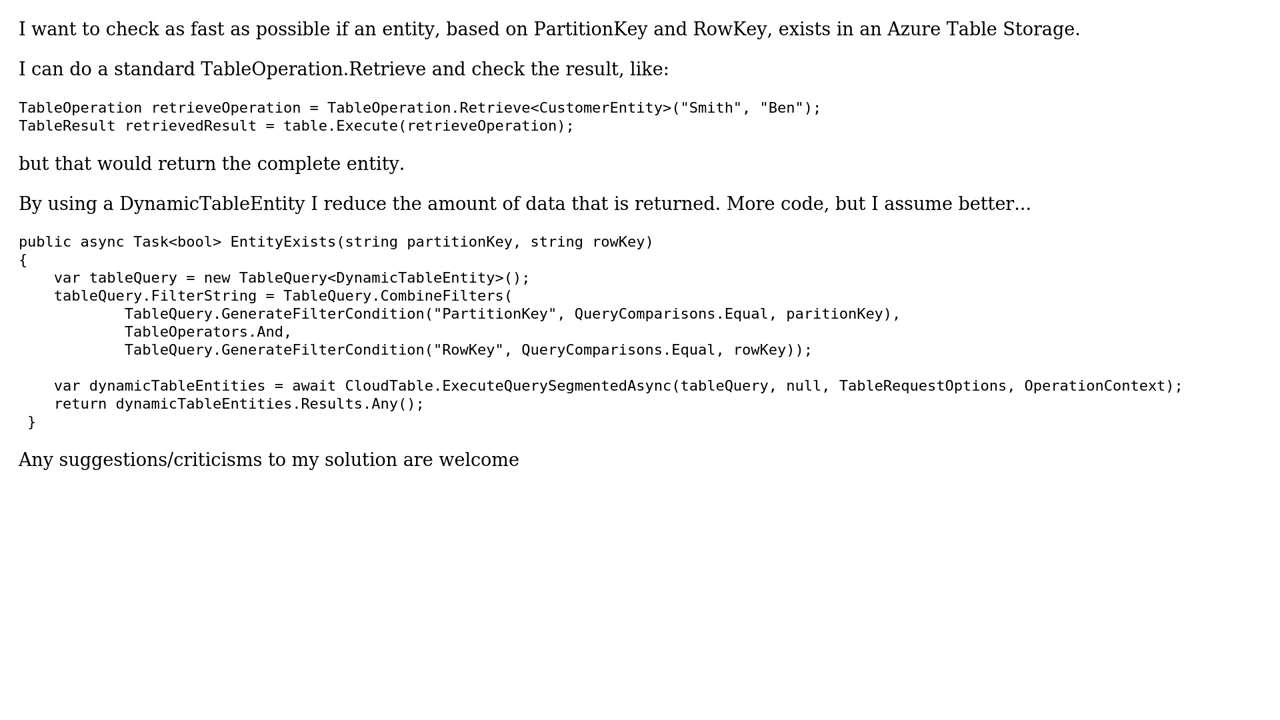 I want to check as fast as possible if an entity, based on PartitionKey and RowKey, exists in an Azure Table Storage.
I can do a standard TableOperation.Retrieve and check the result, like:
TableOperation retrieveOperation = TableOperation.Retrieve<CustomerEntity>("Smith", "Ben");
TableResult retrievedResult = table.Execute(retrieveOperation);
but that would return the complete entity.
By using a DynamicTableEntity I reduce the amount of data that is returned. More code, but I assume better...
public async Task<bool> EntityExists(string partitionKey, string rowKey)
{
    var tableQuery = new TableQuery<DynamicTableEntity>();
    tableQuery.FilterString = TableQuery.CombineFilters(
            TableQuery.GenerateFilterCondition("PartitionKey", QueryComparisons.Equal, paritionKey),
            TableOperators.And,
            TableQuery.GenerateFilterCondition("RowKey", QueryComparisons.Equal, rowKey));
    var dynamicTableEntities = await CloudTable.ExecuteQuerySegmentedAsync(tableQuery, null, TableRequestOptions, OperationContext);
    return dynamicTableEntities.Results.Any();
 }
Any suggestions/criticisms to my solution are welcome